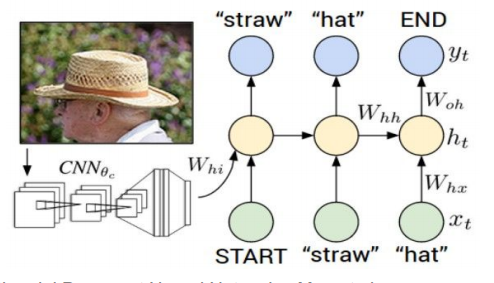 “straw” “hat” END
y_t
CNN_θc W_hi W_hh W_oh
h_t
W_hx
x_t
START “straw” “hat”